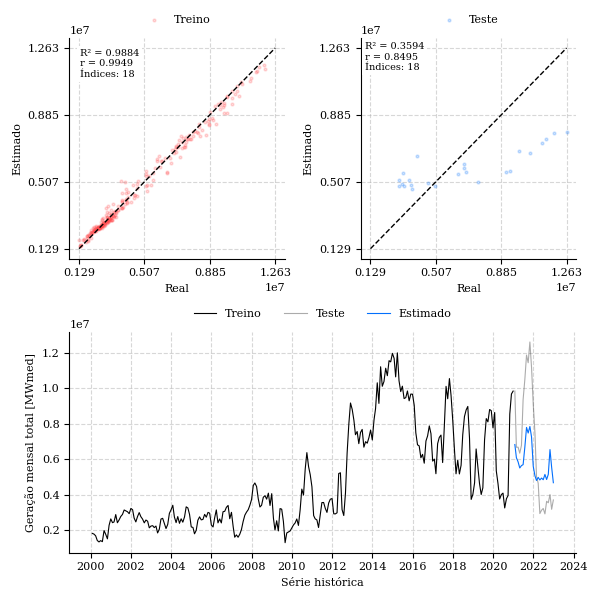 Treino
1e7
R² = 0.9884
r = 0.9949
Índices: 18
1.263
0.885
0.507
0.129
Estimado
0.129 0.507 0.885 1.263
1e7
Real
Teste
1e7
R² = 0.3594
r = 0.8495
Índices: 18
1.263
0.885
0.507
0.129
Estimado
0.129 0.507 0.885 1.263
1e7
Real
Treino Teste Estimado
1e7
1.2
1.0
0.8
0.6
0.4
0.2
Geração mensal total [MWmed]
2000 2002 2004 2006 2008 2010 2012 2014 2016 2018 2020 2022 2024
Série histórica